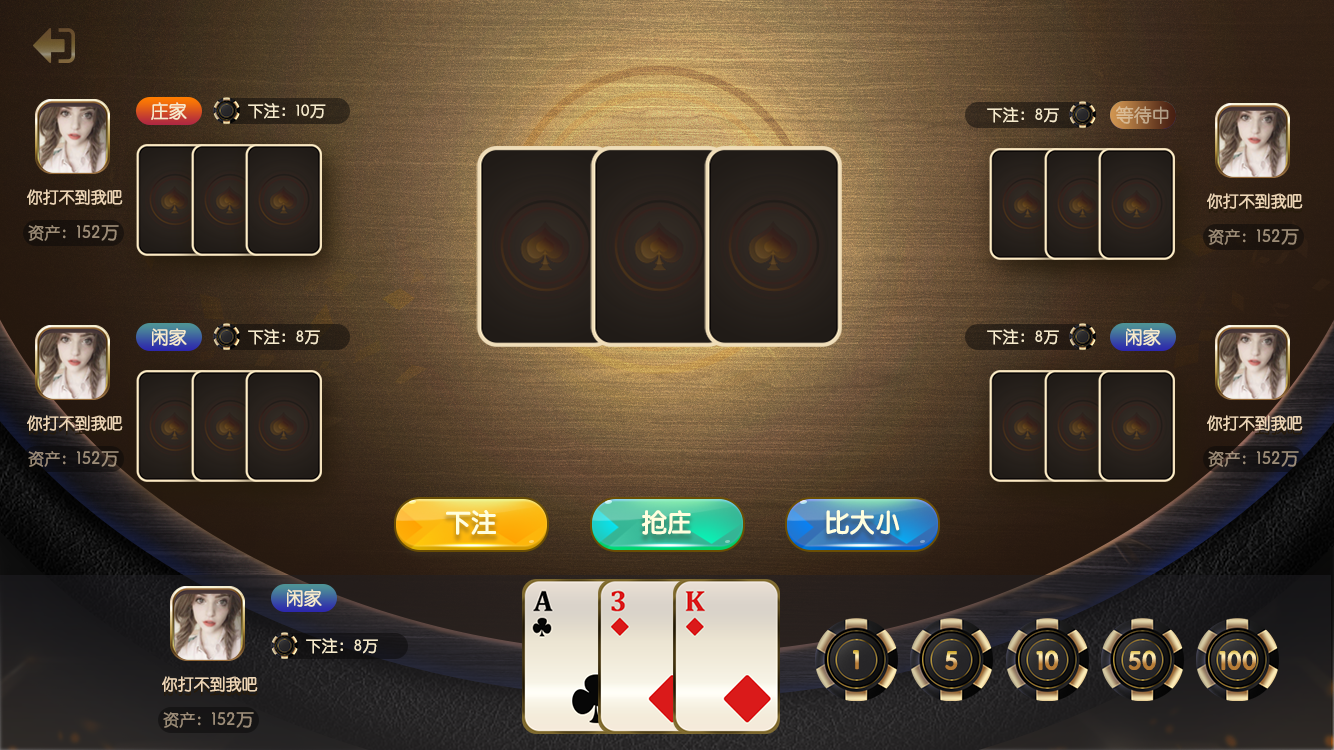 庄家 下注：10万
你打不到我吧
资产：152万
下注：8万 等待中
你打不到我吧
资产：152万
闲家 下注：8万
你打不到我吧
资产：152万
下注：8万 闲家
你打不到我吧
资产：152万
下注 抢庄 比大小
闲家
下注：8万
你打不到我吧
资产：152万
A 3 K
1 5 10 50 100